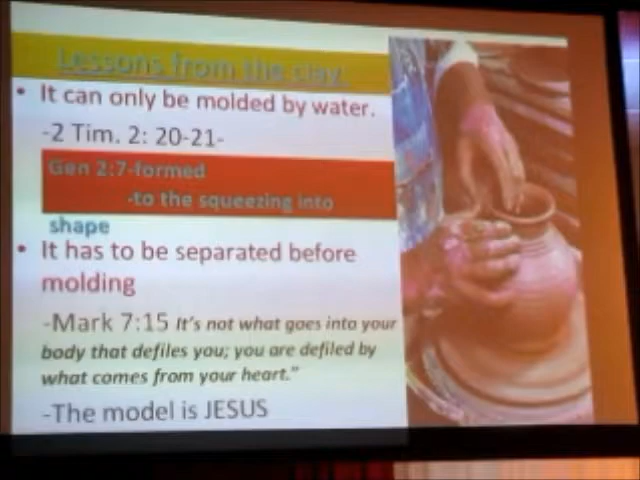 Lessons from the clay
• It can only be molded by water.
-2 Tim. 2: 20-21-
Gen 2:7-formed
-to the squeezing into
shape
• It has to be separated before
molding
-Mark 7:15 It's not what goes into your
body that defiles you; you are defiled by
what comes from your heart."
-The model is JESUS